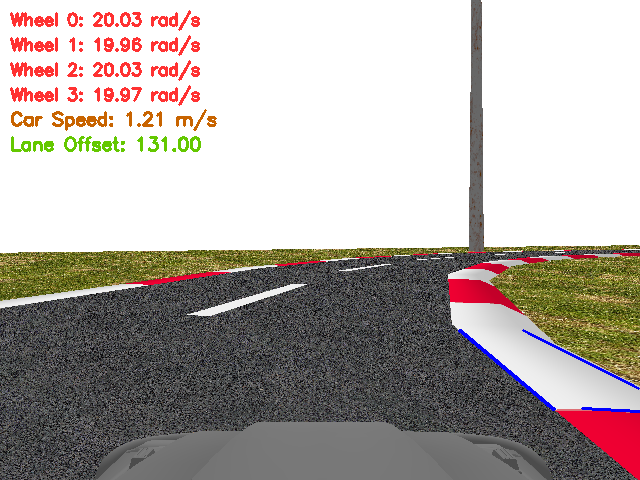 Wheel 0: 20.03 rad/s
Wheel 1: 19.96 rad/s
Wheel 2: 20.03 rad/s
Wheel 3: 19.97 rad/s
Car Speed: 1.21 m/s
Lane Offset: 131.00